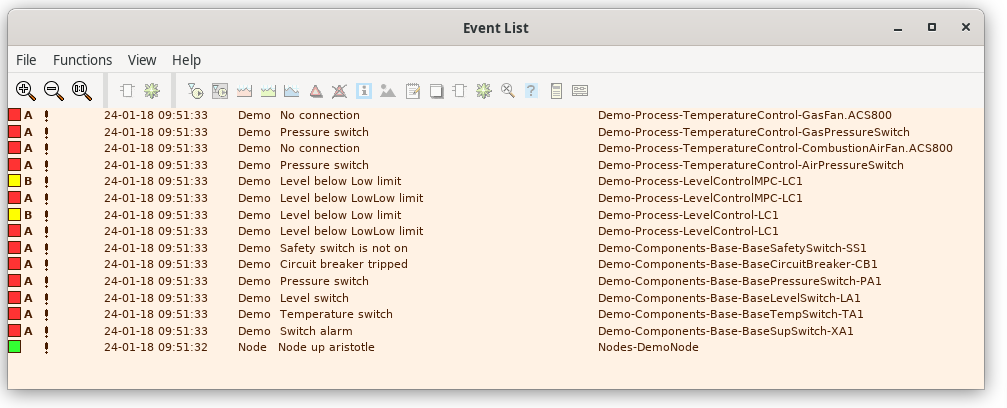 Event List
File Functions View Help
A ! 24-01-18 09:51:33 Demo No connection Demo-Process-TemperatureControl-GasFan.ACS800
A ! 24-01-18 09:51:33 Demo Pressure switch Demo-Process-TemperatureControl-GasPressureSwitch
A ! 24-01-18 09:51:33 Demo No connection Demo-Process-TemperatureControl-CombustionAirFan.ACS800
A ! 24-01-18 09:51:33 Demo Pressure switch Demo-Process-TemperatureControl-AirPressureSwitch
B ! 24-01-18 09:51:33 Demo Level below Low limit Demo-Process-LevelControlMPC-LC1
A ! 24-01-18 09:51:33 Demo Level below LowLow limit Demo-Process-LevelControlMPC-LC1
B ! 24-01-18 09:51:33 Demo Level below Low limit Demo-Process-LevelControl-LC1
A ! 24-01-18 09:51:33 Demo Level below LowLow limit Demo-Process-LevelControl-LC1
A ! 24-01-18 09:51:33 Demo Safety switch is not on Demo-Components-Base-BaseSafetySwitch-SS1
A ! 24-01-18 09:51:33 Demo Circuit breaker tripped Demo-Components-Base-BaseCircuitBreaker-CB1
A ! 24-01-18 09:51:33 Demo Pressure switch Demo-Components-Base-BasePressureSwitch-PA1
A ! 24-01-18 09:51:33 Demo Level switch Demo-Components-Base-BaseLevelSwitch-LA1
A ! 24-01-18 09:51:33 Demo Temperature switch Demo-Components-Base-BaseTempSwitch-TA1
A ! 24-01-18 09:51:33 Demo Switch alarm Demo-Components-Base-BaseSupSwitch-XA1
! 24-01-18 09:51:32 Node Node up aristotle Nodes-DemoNode